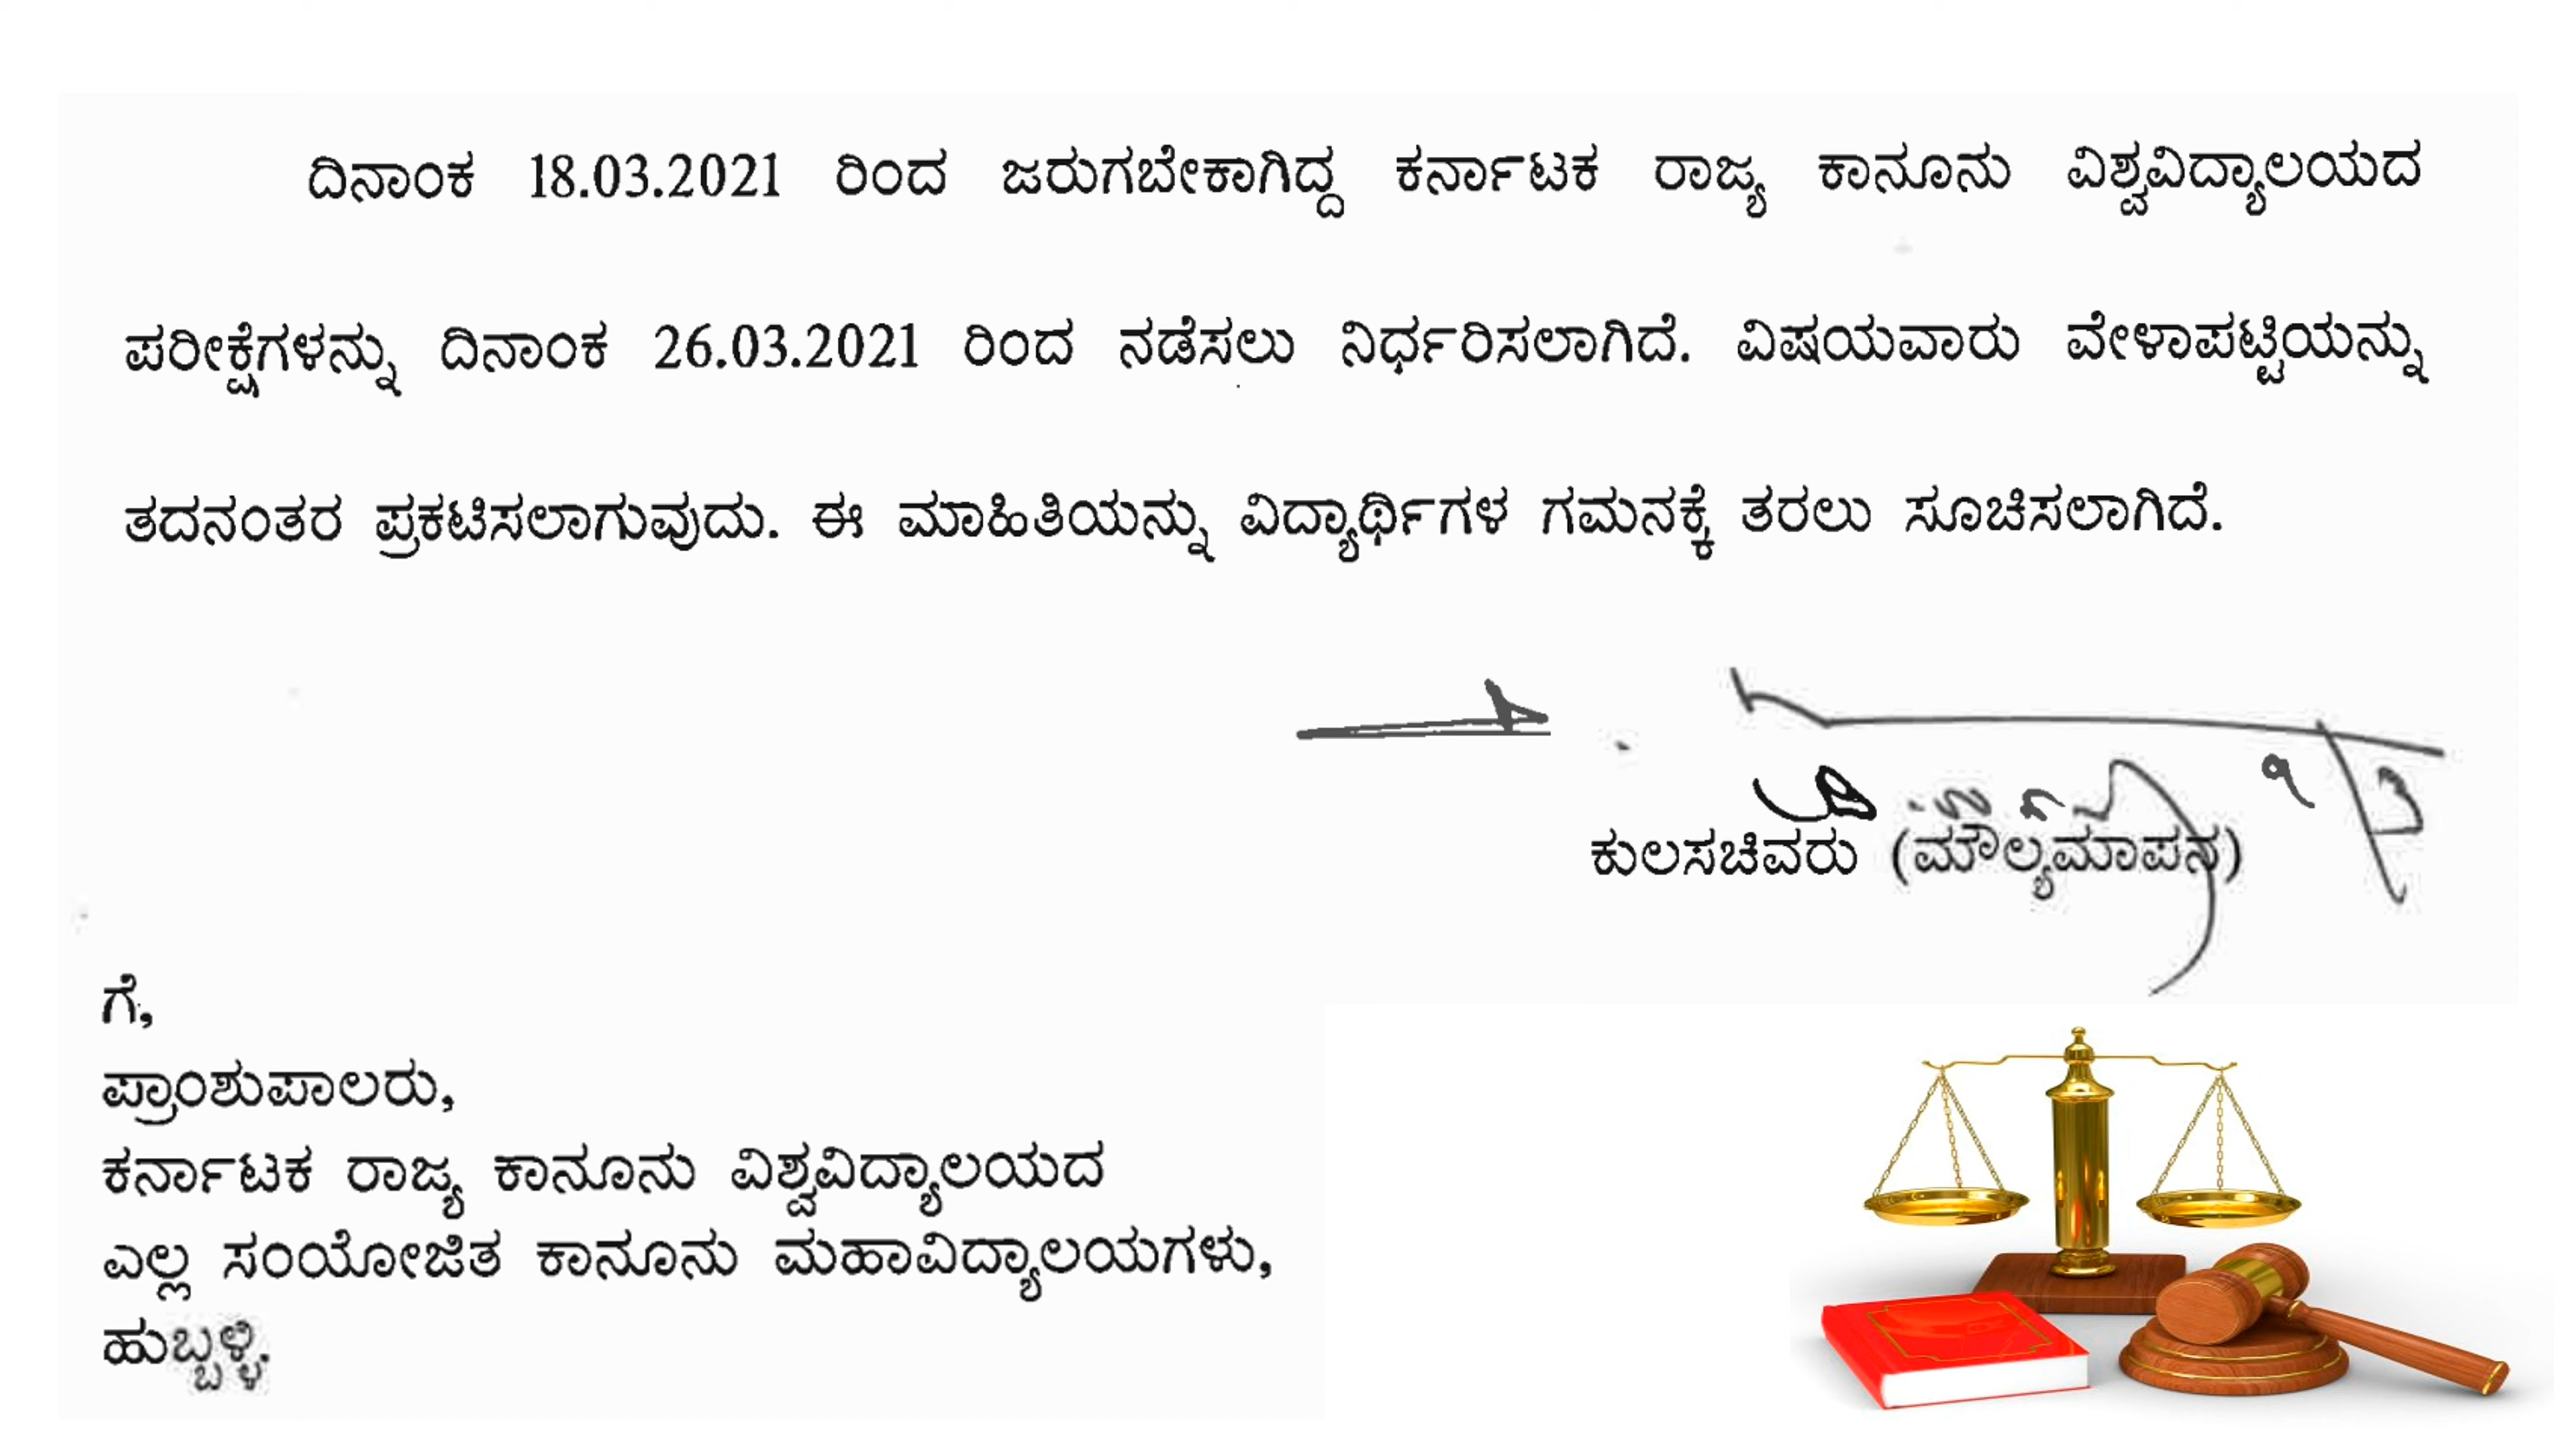 ದಿನಾಂಕ 18.03.2021 ರಿಂದ ಜರುಗಬೇಕಾಗಿದ್ದ ಕರ್ನಾಟಕ ರಾಜ್ಯ ಕಾನೂನು ವಿಶ್ವವಿದ್ಯಾಲಯದ
ಪರೀಕ್ಷೆಗಳನ್ನು ದಿನಾಂಕ 26.03.2021 ರಿಂದ ನಡೆಸಲು ನಿರ್ಧರಿಸಲಾಗಿದೆ. ವಿಷಯವಾರು ವೇಳಾಪಟ್ಟಿಯನ್ನು
ತದನಂತರ ಪ್ರಕಟಿಸಲಾಗುವುದು. ಈ ಮಾಹಿತಿಯನ್ನು ವಿದ್ಯಾರ್ಥಿಗಳ ಗಮನಕ್ಕೆ ತರಲು ಸೂಚಿಸಲಾಗಿದೆ.
ಕುಲಸಚಿವರು (ಮೌಲ್ಯಮಾಪನ)
ಗೆ,
ಪ್ರಾಂಶುಪಾಲರು,
ಕರ್ನಾಟಕ ರಾಜ್ಯ ಕಾನೂನು ವಿಶ್ವವಿದ್ಯಾಲಯದ
ಎಲ್ಲ ಸಂಯೋಜಿತ ಕಾನೂನು ಮಹಾವಿದ್ಯಾಲಯಗಳು,
ಹುಬ್ಬಳ್ಳಿ.